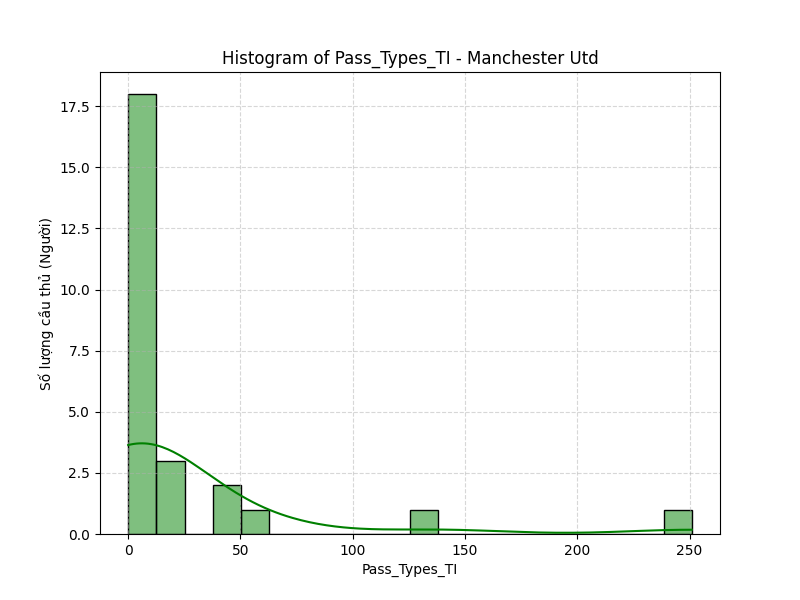 Histogram of Pass_Types_TI - Manchester Utd
Số lượng cầu thủ (Người)
17.5
15.0
12.5
10.0
7.5
5.0
2.5
0.0
0 50 100 150 200 250
Pass_Types_TI